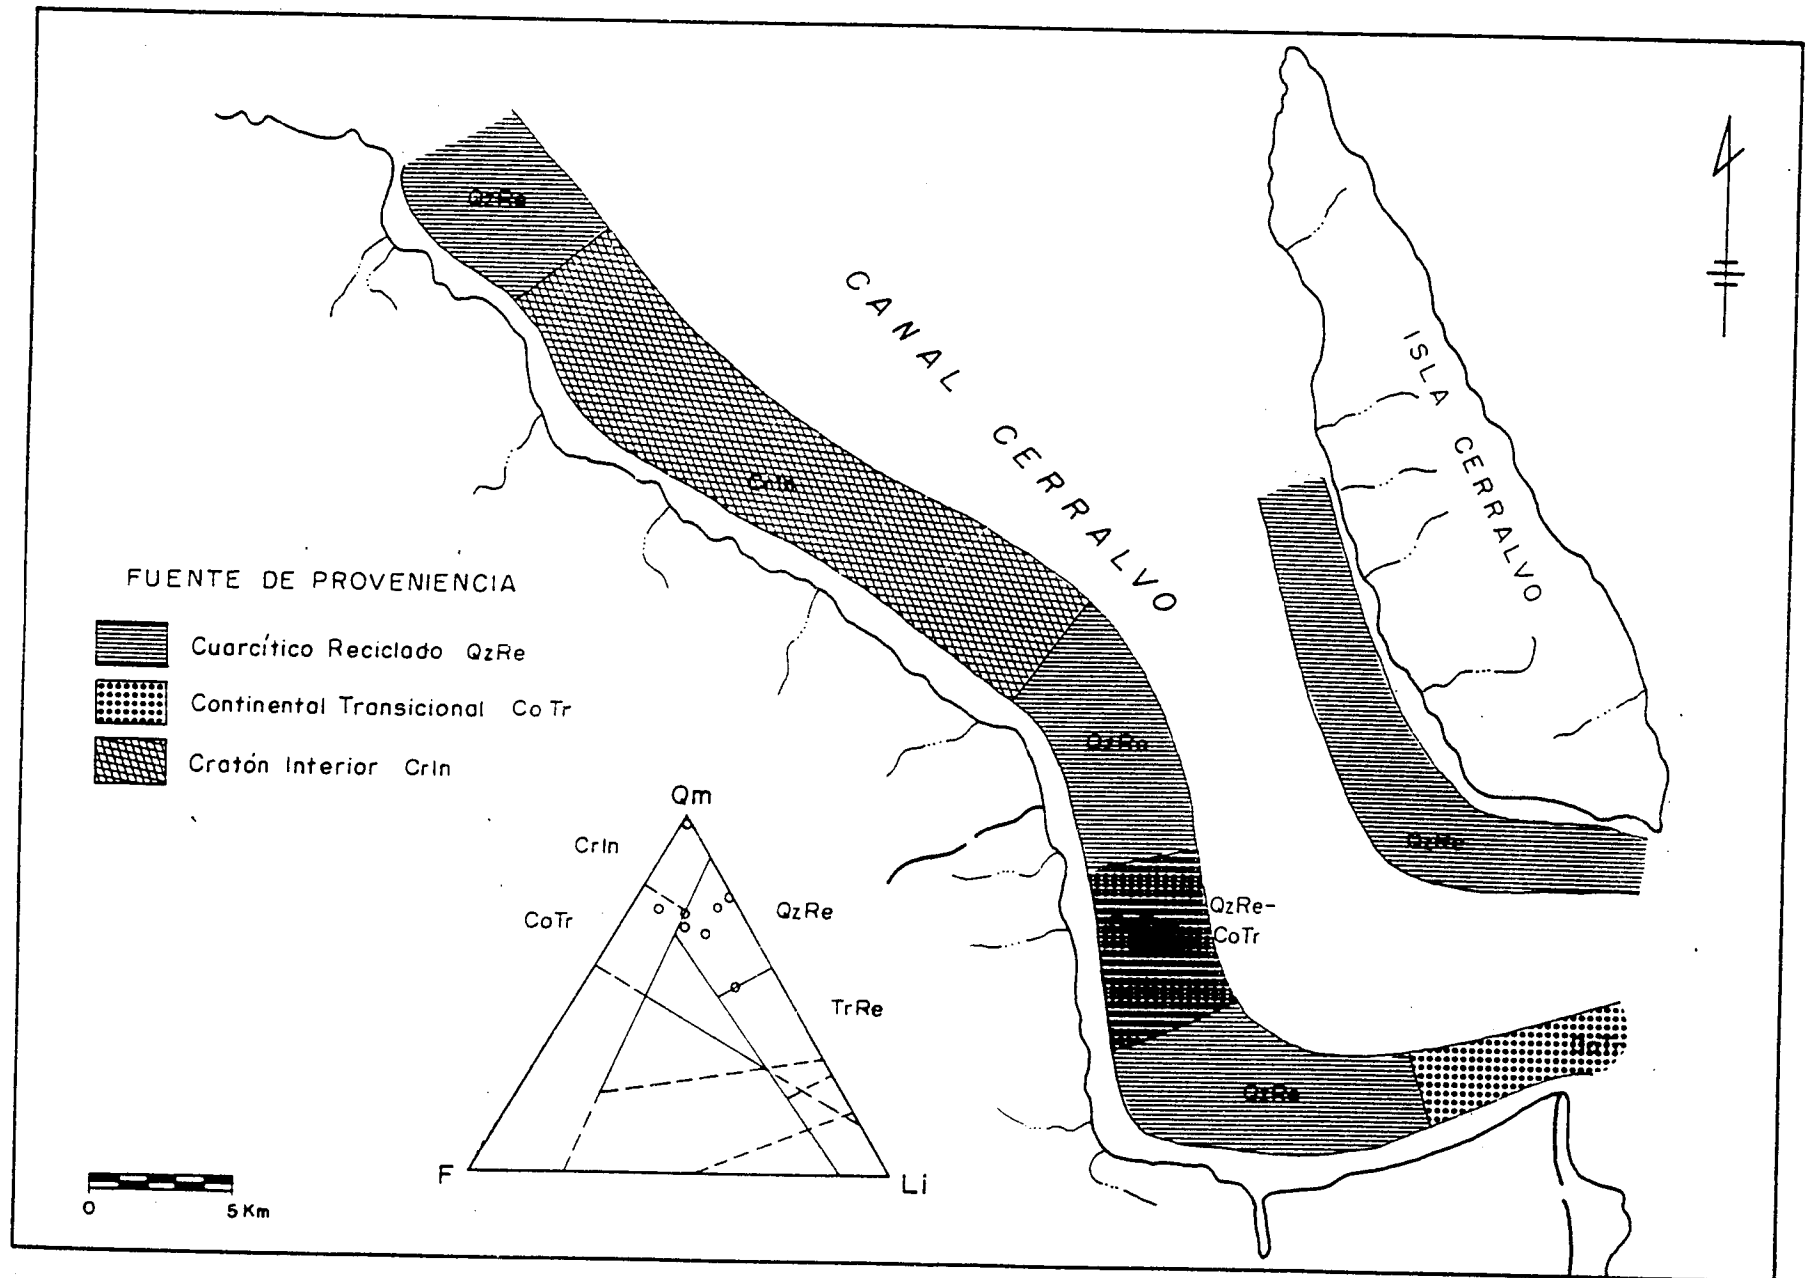 QzRe
CrIn
CANAL CERRALVO
ISLA CERRALVO
FUENTE DE PROVENIENCIA
Cuarcítico Reciclado QzRe
Continental Transicional CoTr
Cratón Interior CrIn
QzRe
QzRe
QzRe-
CoTr
QzRe
Qm
CrIn
CoTr
QzRe
TrRe
F
Li
0
5 Km